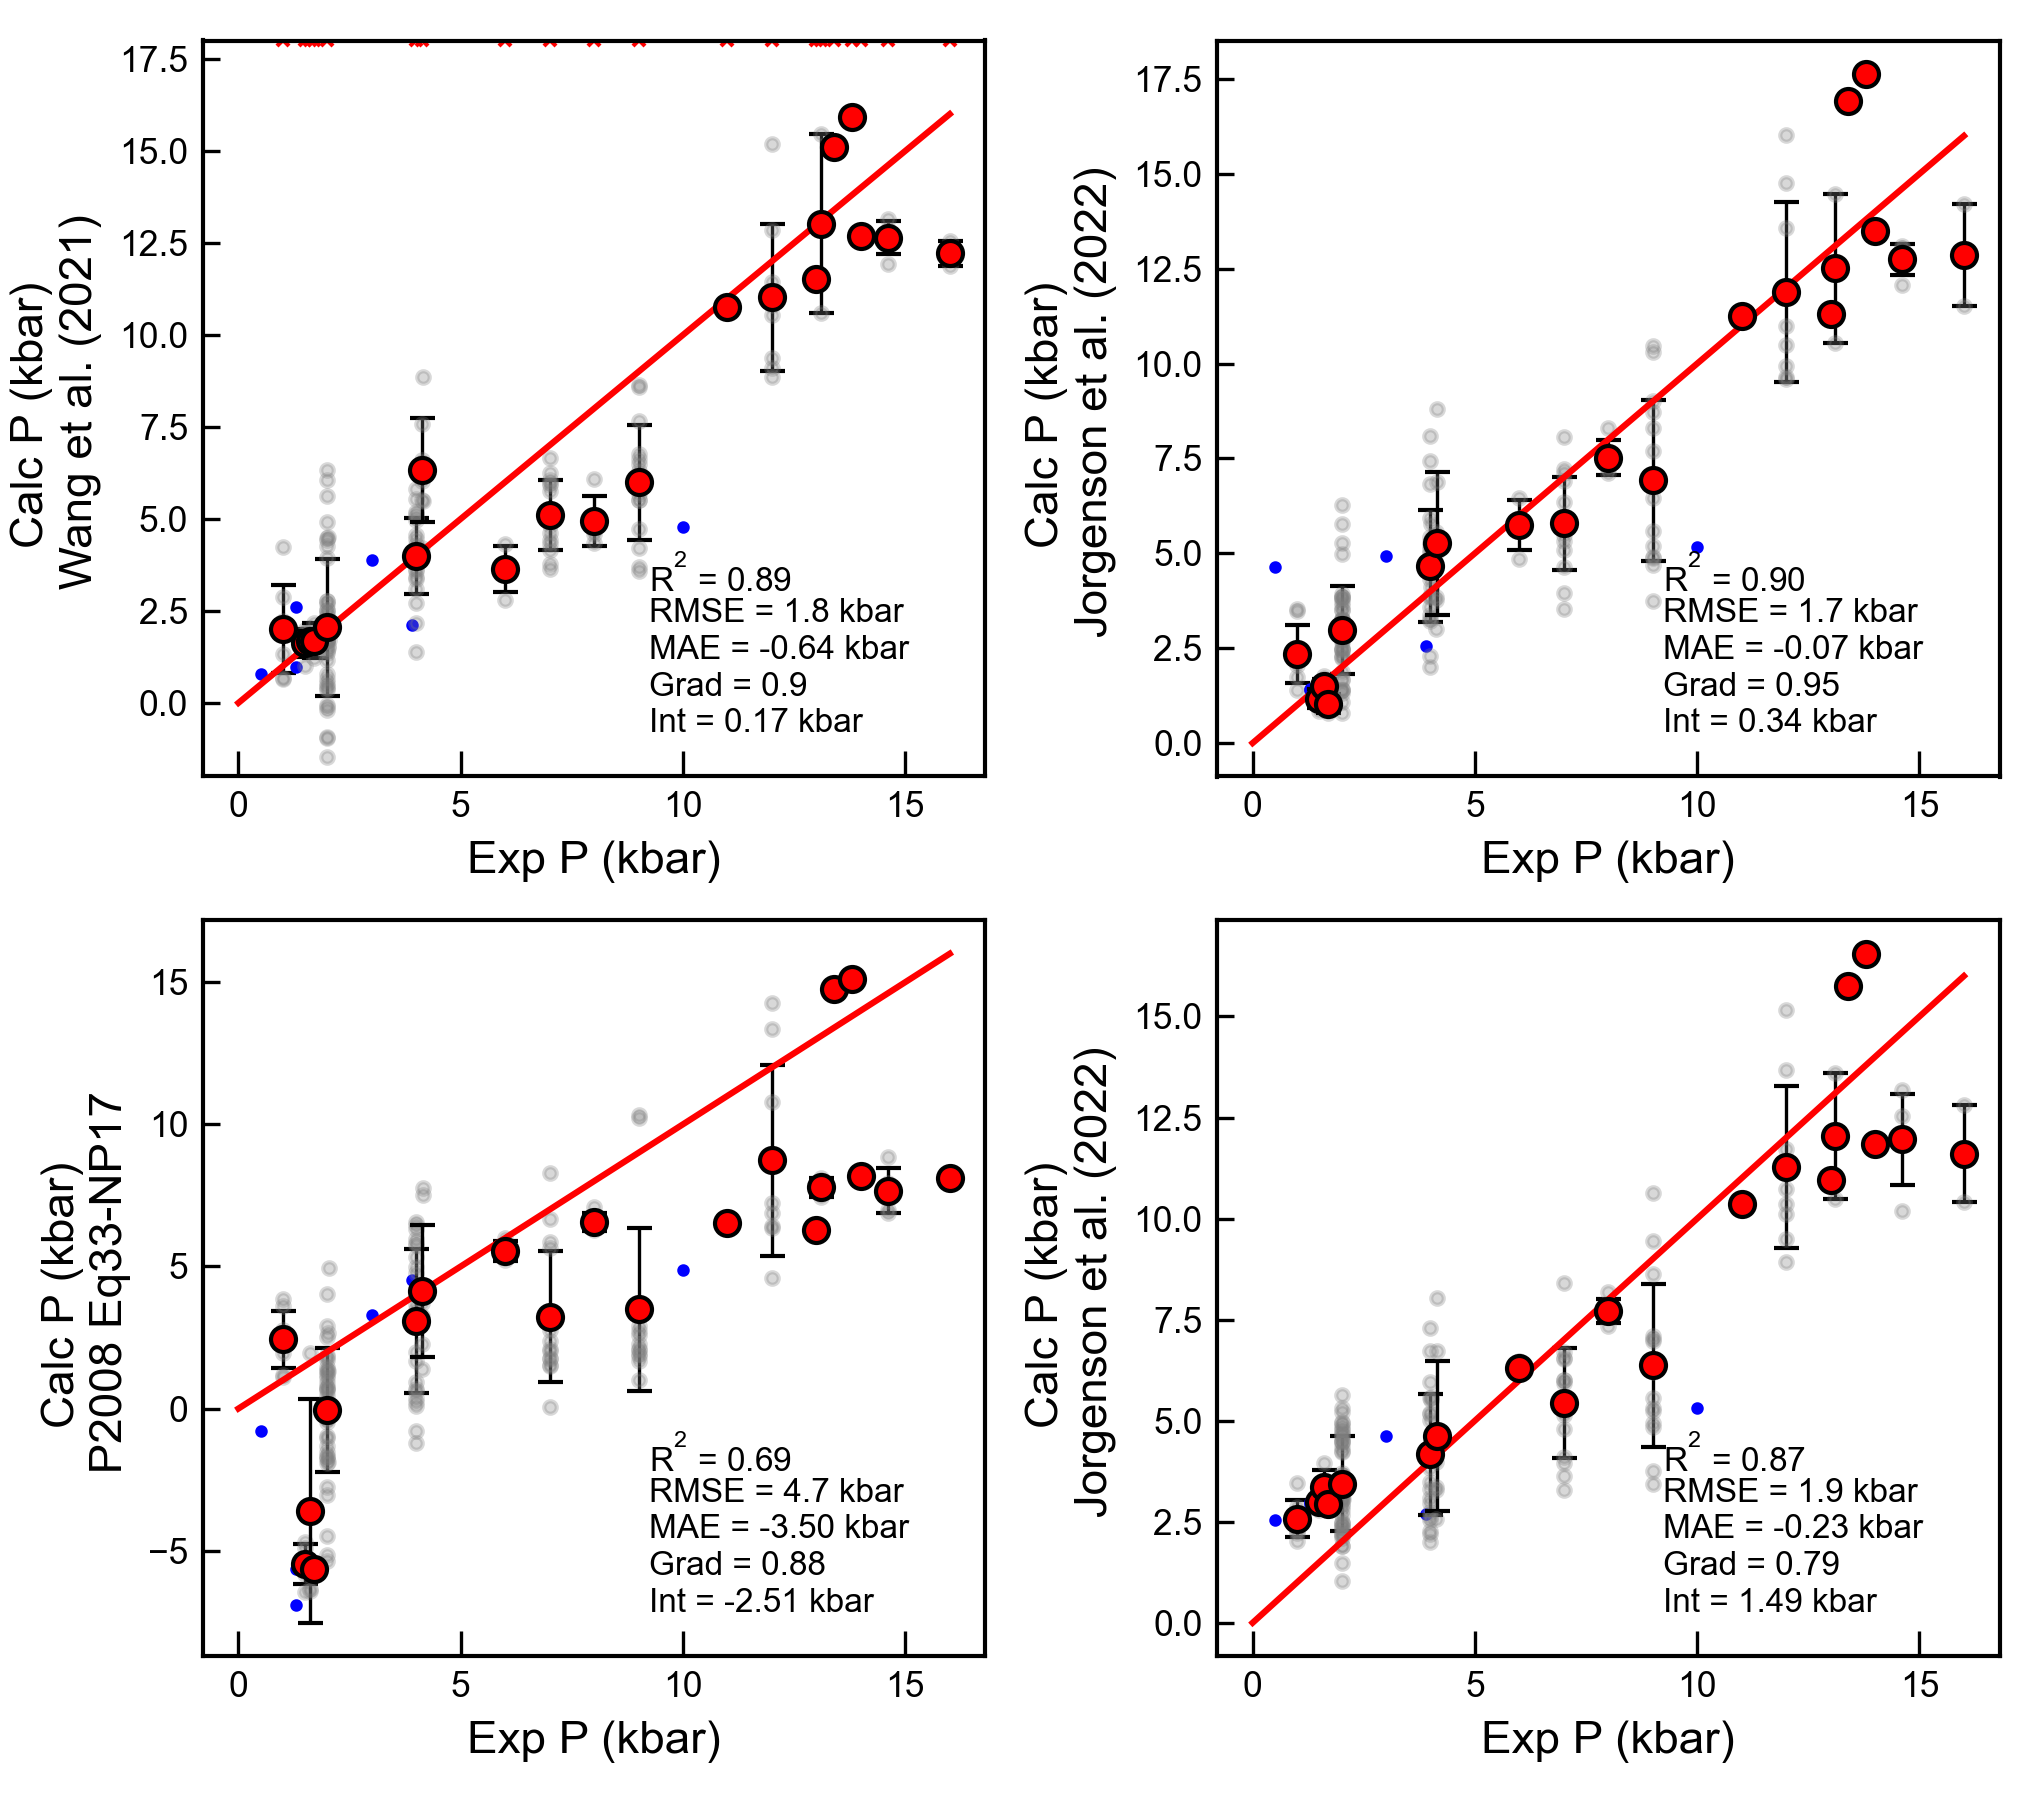 17.5
15.0
12.5
10.0
7.5
5.0
2.5
0.0
Calc P (kbar)
Wang et al. (2021)
R² = 0.89
RMSE = 1.8 kbar
MAE = -0.64 kbar
Grad = 0.9
Int = 0.17 kbar
0 5 10 15
Exp P (kbar)
17.5
15.0
12.5
10.0
7.5
5.0
2.5
0.0
Calc P (kbar)
Jorgenson et al. (2022)
R² = 0.90
RMSE = 1.7 kbar
MAE = -0.07 kbar
Grad = 0.95
Int = 0.34 kbar
0 5 10 15
Exp P (kbar)
15
10
5
0
−5
Calc P (kbar)
P2008 Eq33-NP17
R² = 0.69
RMSE = 4.7 kbar
MAE = -3.50 kbar
Grad = 0.88
Int = -2.51 kbar
0 5 10 15
Exp P (kbar)
15.0
12.5
10.0
7.5
5.0
2.5
0.0
Calc P (kbar)
Jorgenson et al. (2022)
R² = 0.87
RMSE = 1.9 kbar
MAE = -0.23 kbar
Grad = 0.79
Int = 1.49 kbar
0 5 10 15
Exp P (kbar)